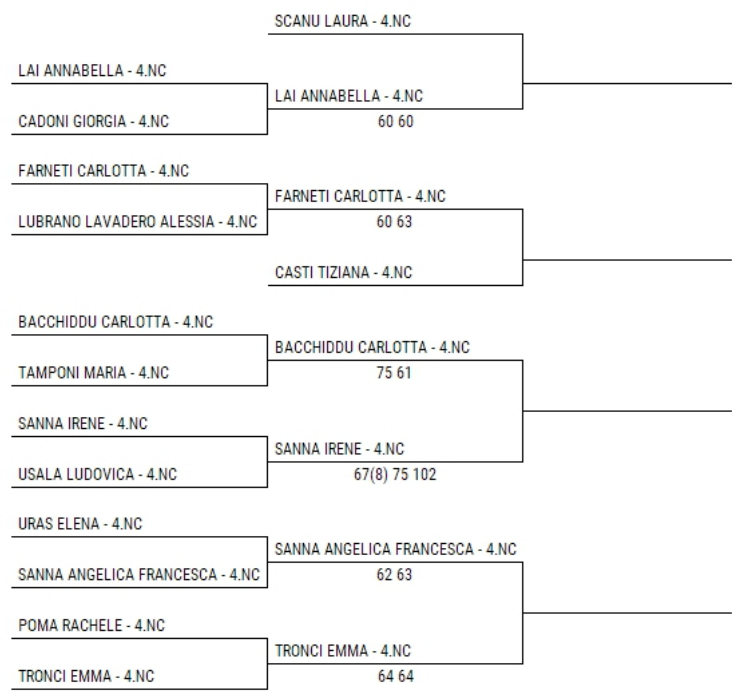 SCANU LAURA - 4.NC
LAI ANNABELLA - 4.NC
LAI ANNABELLA - 4.NC
CADONI GIORGIA - 4.NC
60 60
FARNETI CARLOTTA - 4.NC
FARNETI CARLOTTA - 4.NC
LUBRANO LAVADERO ALESSIA - 4.NC
60 63
CASTI TIZIANA - 4.NC
BACCHIDDU CARLOTTA - 4.NC
BACCHIDDU CARLOTTA - 4.NC
TAMPONI MARIA - 4.NC
75 61
SANNA IRENE - 4.NC
SANNA IRENE - 4.NC
USALA LUDOVICA - 4.NC
67(8) 75 102
URAS ELENA - 4.NC
SANNA ANGELICA FRANCESCA - 4.NC
SANNA ANGELICA FRANCESCA - 4.NC
62 63
POMA RACHELE - 4.NC
TRONCI EMMA - 4.NC
TRONCI EMMA - 4.NC
64 64